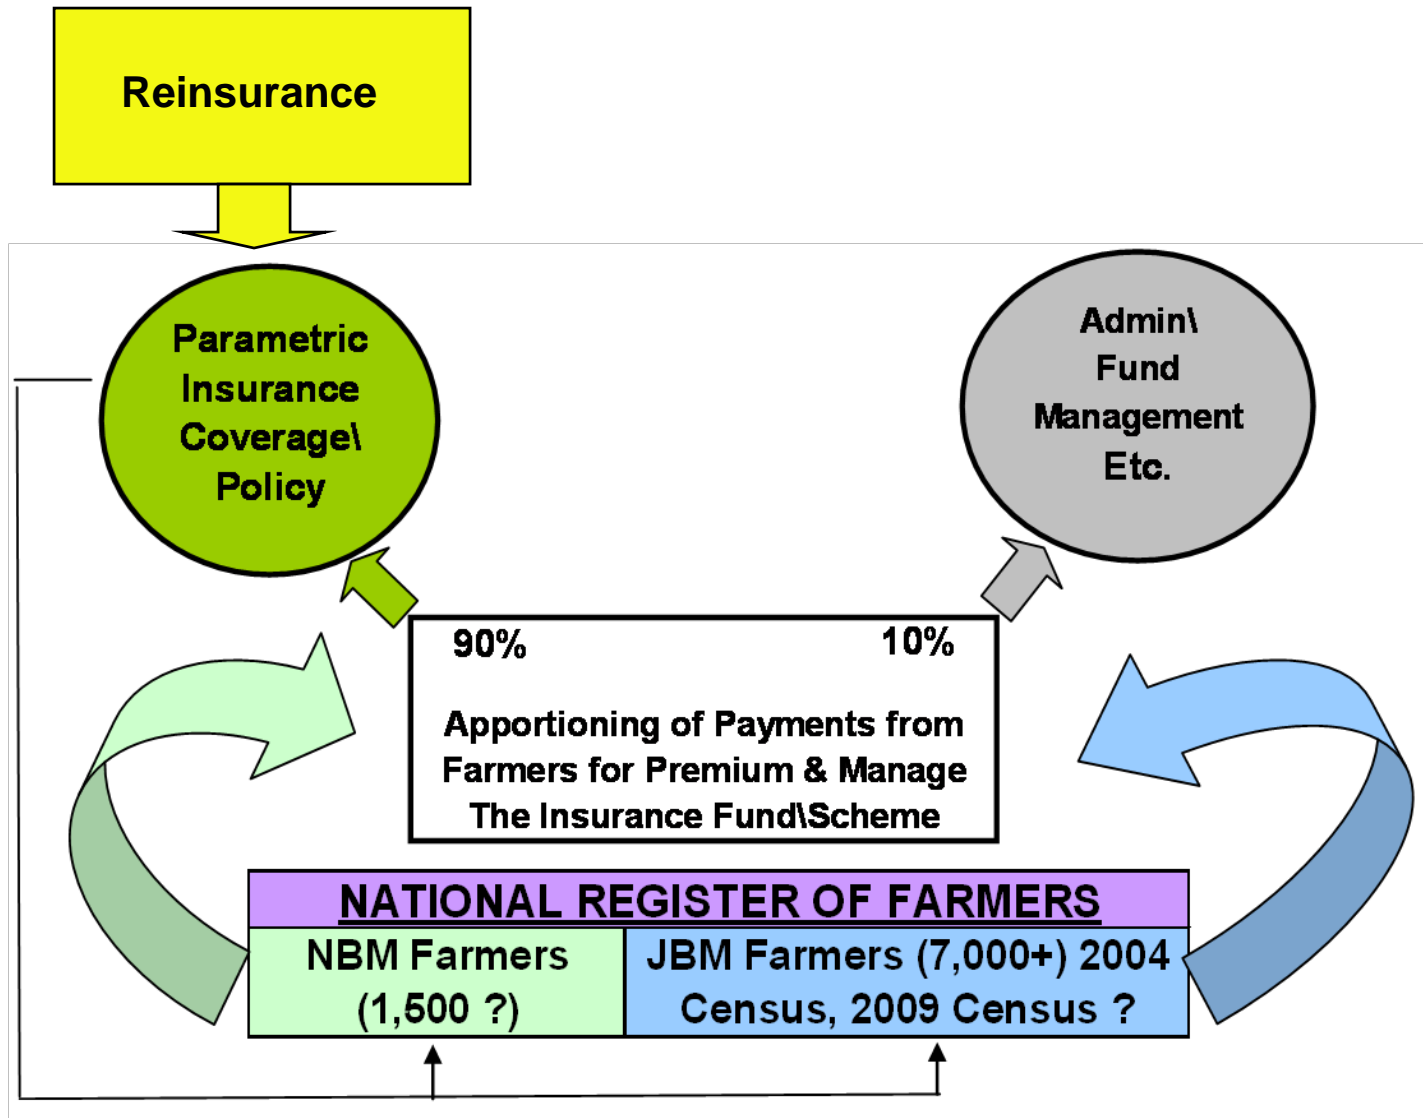 Reinsurance
Parametric
Insurance
Coverage\
Policy
Admin\
Fund
Management
Etc.
90%
10%
Apportioning of Payments from
Farmers for Premium & Manage
The Insurance Fund\Scheme
NATIONAL REGISTER OF FARMERS
NBM Farmers
(1,500 ?)
JBM Farmers (7,000+) 2004
Census, 2009 Census ?